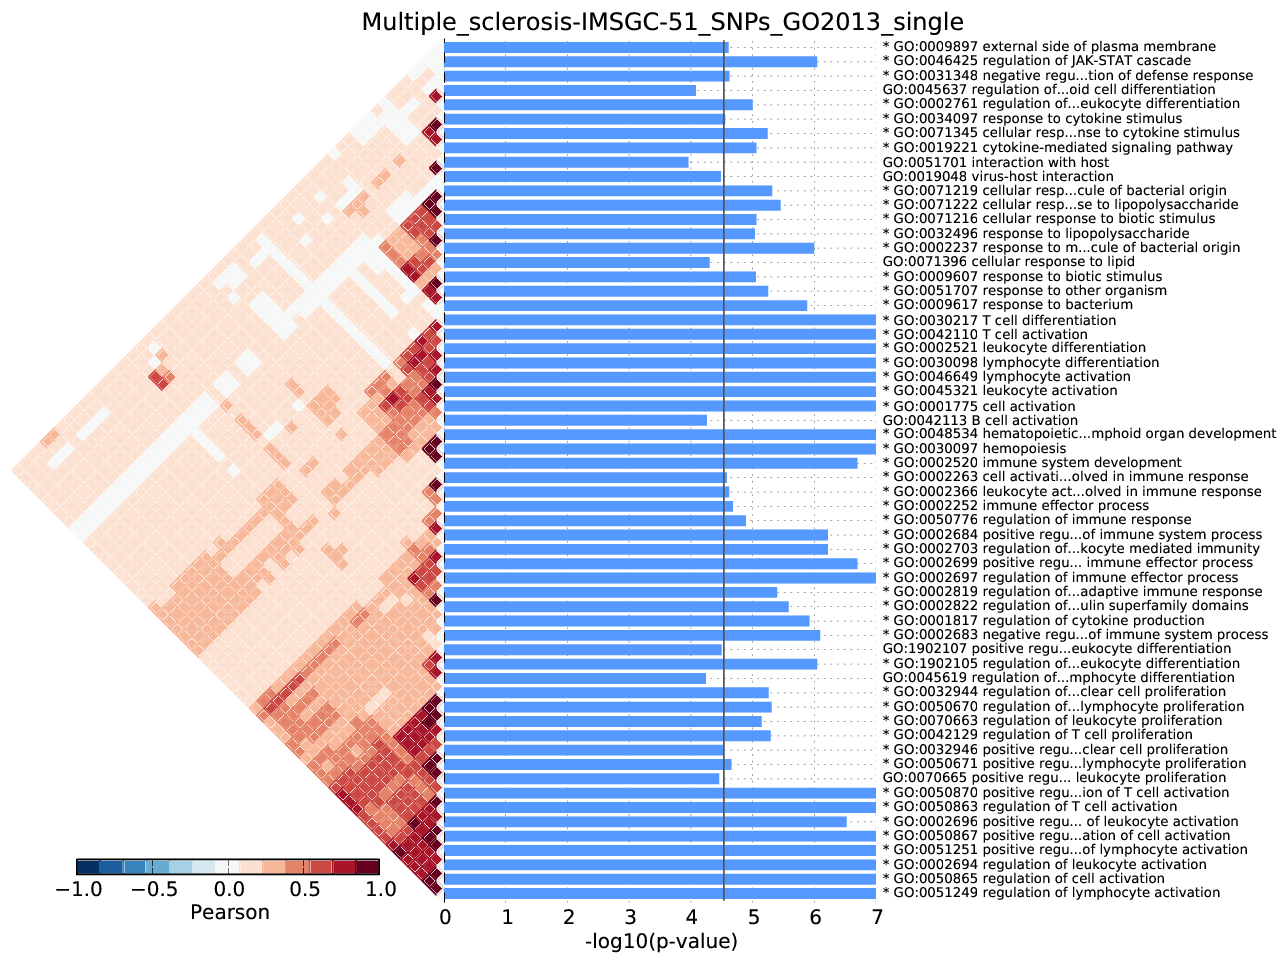 Multiple_sclerosis-IMSGC-51_SNPs_GO2013_single
* GO:0009897 external side of plasma membrane
* GO:0046425 regulation of JAK-STAT cascade
* GO:0031348 negative regu...tion of defense response
GO:0045637 regulation of...oid cell differentiation
* GO:0002761 regulation of...eukocyte differentiation
* GO:0034097 response to cytokine stimulus
* GO:0071345 cellular resp...nse to cytokine stimulus
* GO:0019221 cytokine-mediated signaling pathway
GO:0051701 interaction with host
GO:0019048 virus-host interaction
* GO:0071219 cellular resp...cule of bacterial origin
* GO:0071222 cellular resp...se to lipopolysaccharide
* GO:0071216 cellular response to biotic stimulus
* GO:0032496 response to lipopolysaccharide
* GO:0002237 response to m...cule of bacterial origin
GO:0071396 cellular response to lipid
* GO:0009607 response to biotic stimulus
* GO:0051707 response to other organism
* GO:0009617 response to bacterium
* GO:0030217 T cell differentiation
* GO:0042110 T cell activation
* GO:0002521 leukocyte differentiation
* GO:0030098 lymphocyte differentiation
* GO:0046649 lymphocyte activation
* GO:0045321 leukocyte activation
* GO:0001775 cell activation
GO:0042113 B cell activation
* GO:0048534 hematopoietic...mphoid organ development
* GO:0030097 hemopoiesis
* GO:0002520 immune system development
* GO:0002263 cell activati...olved in immune response
* GO:0002366 leukocyte act...olved in immune response
* GO:0002252 immune effector process
* GO:0050776 regulation of immune response
* GO:0002684 positive regu...of immune system process
* GO:0002703 regulation of...kocyte mediated immunity
* GO:0002699 positive regu... immune effector process
* GO:0002697 regulation of immune effector process
* GO:0002819 regulation of...adaptive immune response
* GO:0002822 regulation of...ulin superfamily domains
* GO:0001817 regulation of cytokine production
* GO:0002683 negative regu...of immune system process
GO:1902107 positive regu...eukocyte differentiation
* GO:1902105 regulation of...eukocyte differentiation
GO:0045619 regulation of...mphocyte differentiation
* GO:0032944 regulation of...clear cell proliferation
* GO:0050670 regulation of...lymphocyte proliferation
* GO:0070663 regulation of leukocyte proliferation
* GO:0042129 regulation of T cell proliferation
* GO:0032946 positive regu...clear cell proliferation
* GO:0050671 positive regu...lymphocyte proliferation
GO:0070665 positive regu... leukocyte proliferation
* GO:0050870 positive regu...ion of T cell activation
* GO:0050863 regulation of T cell activation
* GO:0002696 positive regu... of leukocyte activation
* GO:0050867 positive regu...ation of cell activation
* GO:0051251 positive regu...of lymphocyte activation
* GO:0002694 regulation of leukocyte activation
* GO:0050865 regulation of cell activation
* GO:0051249 regulation of lymphocyte activation
−1.0 −0.5 0.0 0.5 1.0
Pearson
0 1 2 3 4 5 6 7
-log10(p-value)